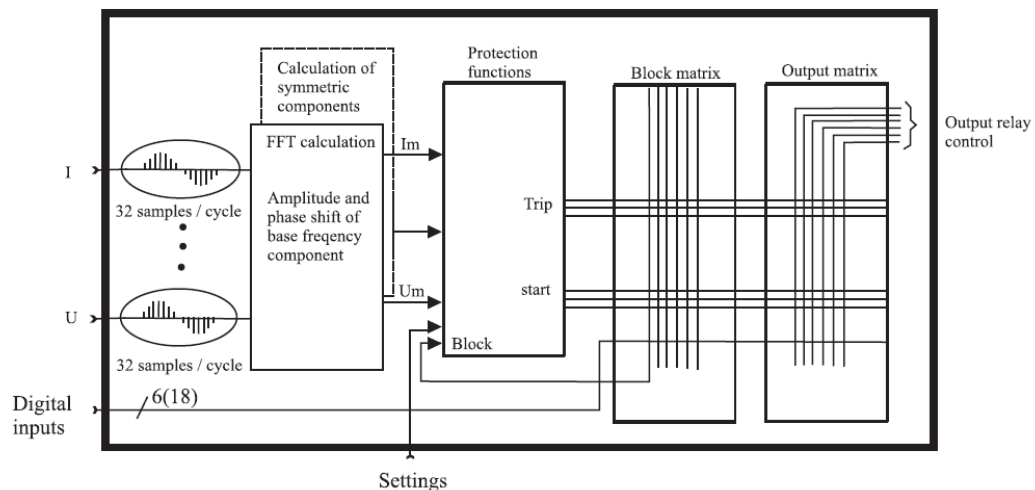 Protection
functions
Block matrix
Output matrix
Calculation of
symmetric
components
FFT calculation
Im
Output relay
control
I
Amplitude and
phase shift of
base freqency
component
Trip
32 samples / cycle
Um
start
U
Block
32 samples / cycle
6(18)
Digital
inputs
Settings